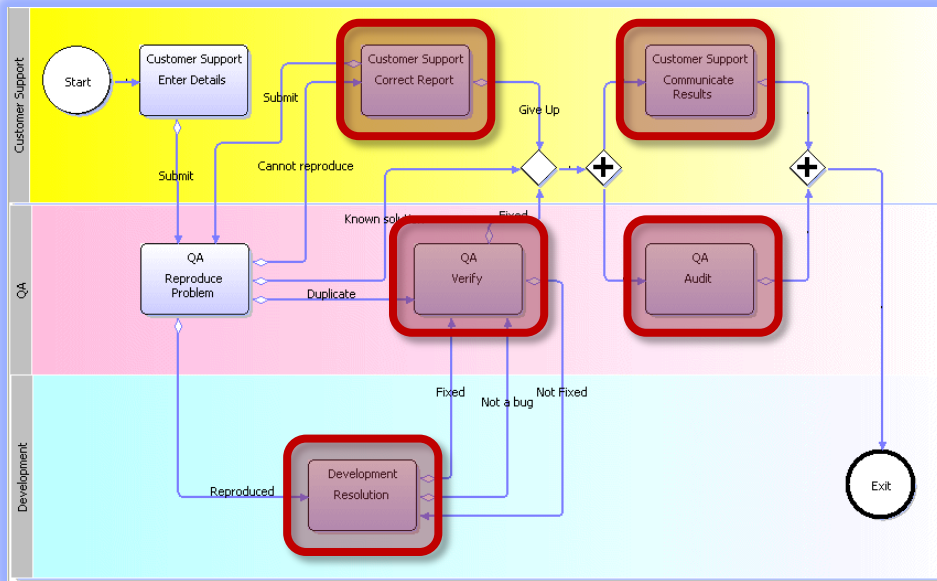 Customer Support
Start
Customer Support
Enter Details
Customer Support
Correct Report
Customer Support
Communicate
Results
Submit
Give Up
Cannot reproduce
Submit
QA
Known
Fixed
QA
Reproduce
Problem
QA
Verify
QA
Audit
Duplicate
Development
Fixed
Not a bug
Not Fixed
Development
Resolution
Reproduced
Exit